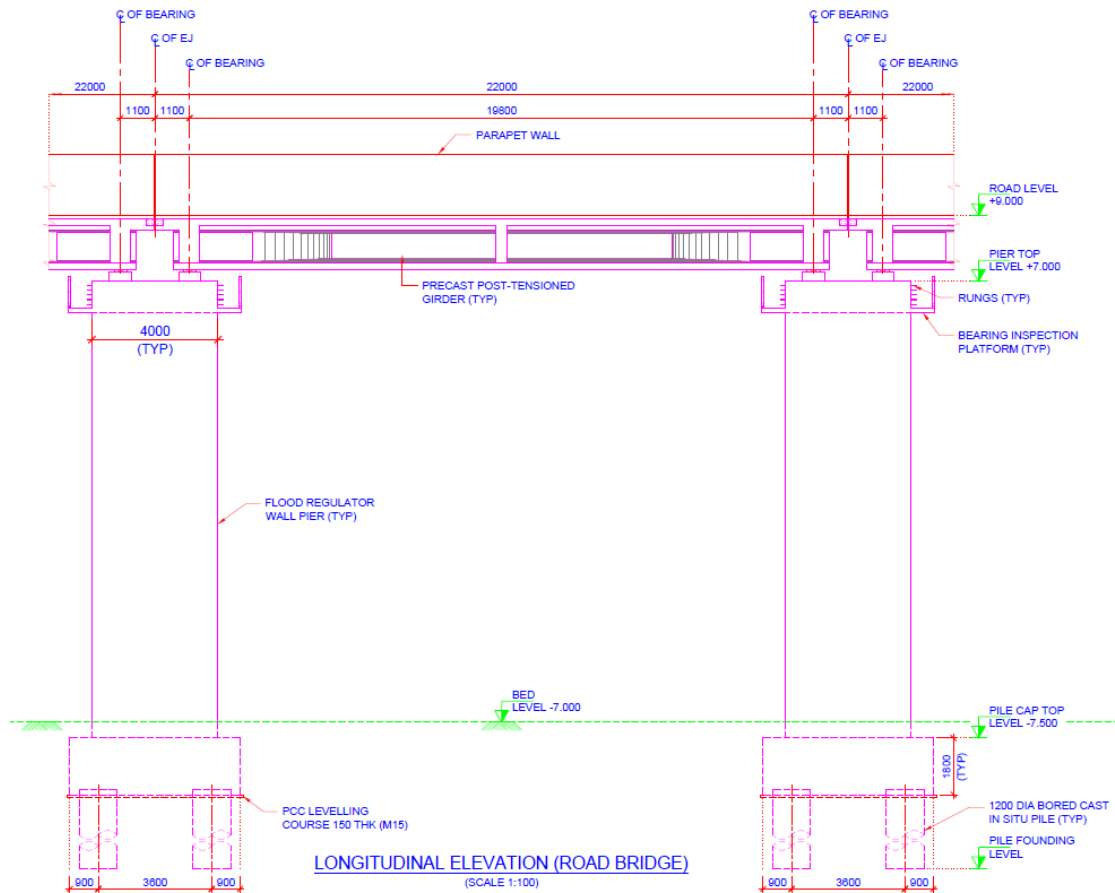 ℄ OF BEARING
℄ OF EJ
℄ OF BEARING
℄ OF BEARING
℄ OF EJ
℄ OF BEARING
22000
22000
22000
1100
1100
19800
1100
1100
PARAPET WALL
ROAD LEVEL
+9.000
PIER TOP
LEVEL +7.000
PRECAST POST-TENSIONED
GIRDER (TYP)
RUNGS (TYP)
4000
(TYP)
BEARING INSPECTION
PLATFORM (TYP)
FLOOD REGULATOR
WALL PIER (TYP)
BED
LEVEL -7.000
PILE CAP TOP
LEVEL -7.500
1800
(TYP)
PCC LEVELLING
COURSE 150 THK (M15)
1200 DIA BORED CAST
IN SITU PILE (TYP)
PILE FOUNDING
LEVEL
LONGITUDINAL ELEVATION (ROAD BRIDGE)
(SCALE 1:100)
900
3600
900
900
3600
900